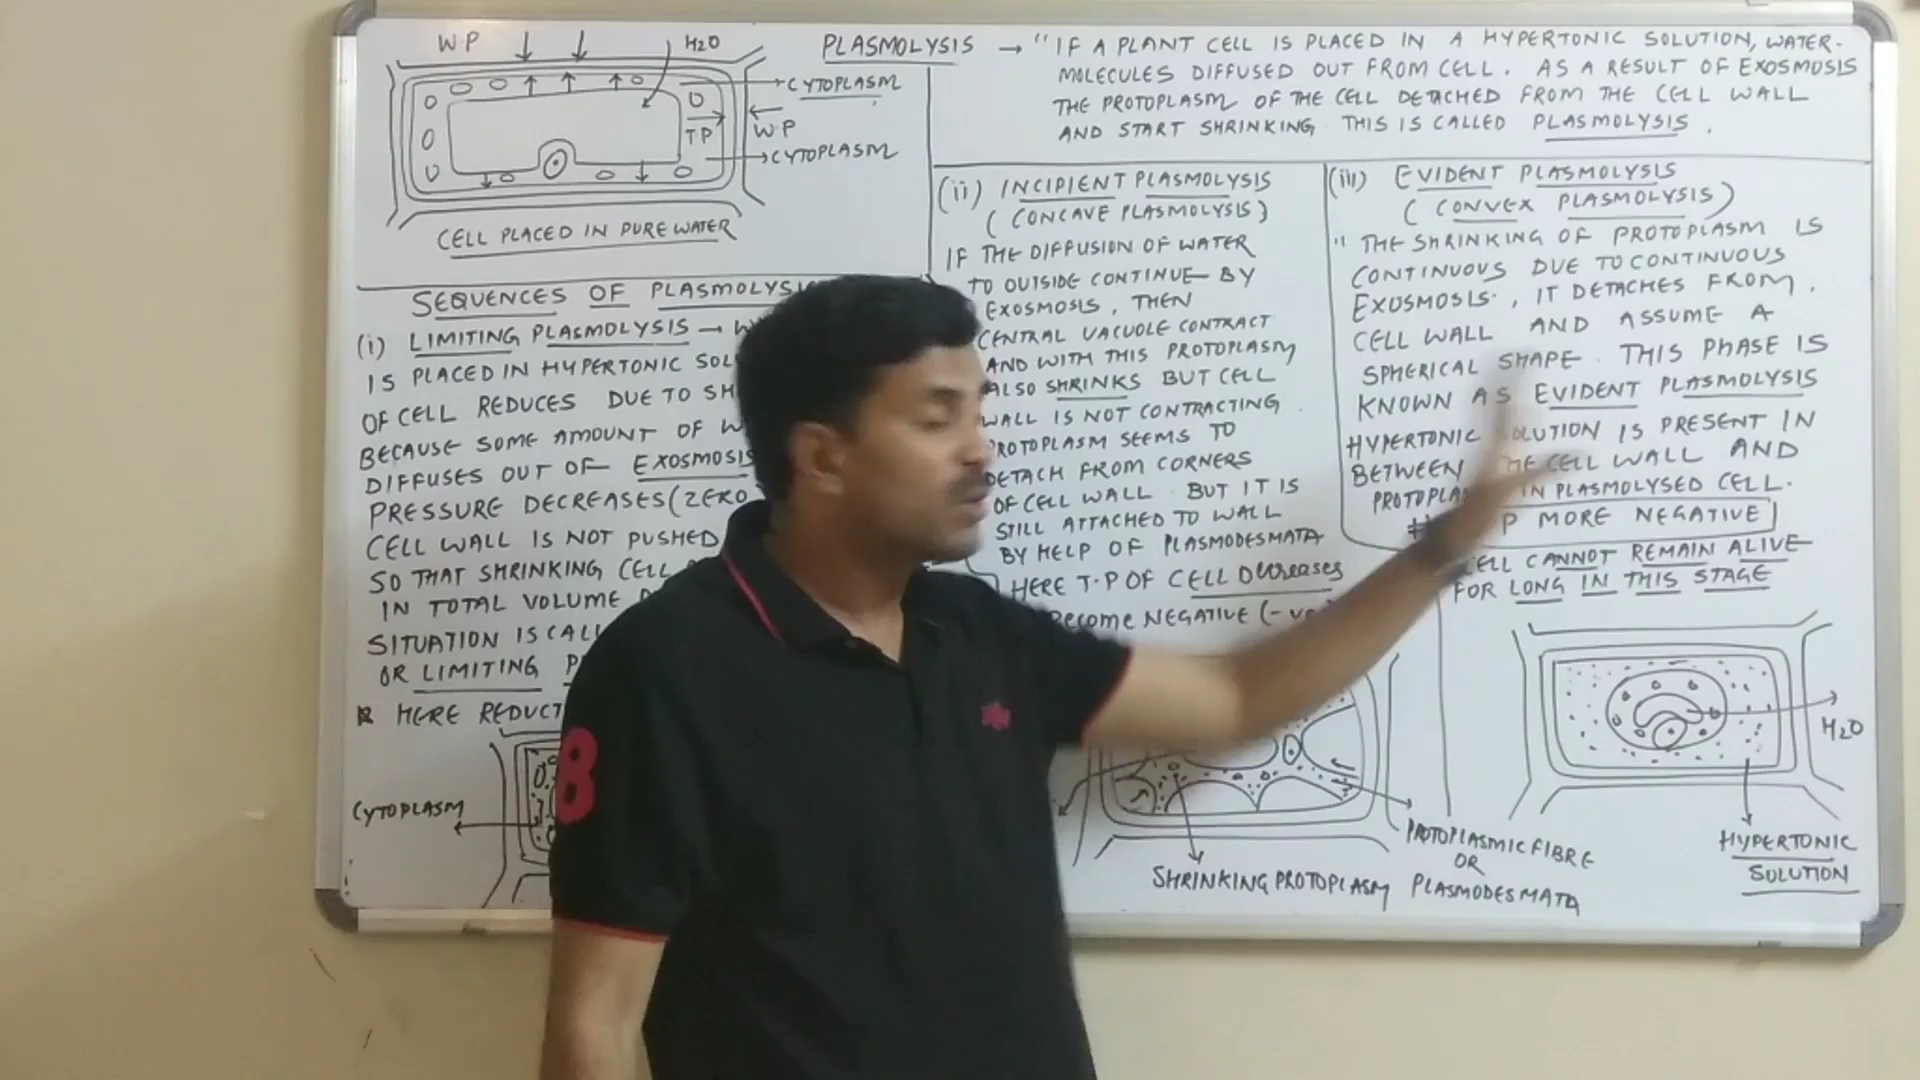 WP
H2O
CYTOPLASM
TP
WP
CYTOPLASM
CELL PLACED IN PURE WATER
PLASMOLYSIS → "IF A PLANT CELL IS PLACED IN A HYPERTONIC SOLUTION, WATER-
MOLECULES DIFFUSED OUT FROM CELL. AS A RESULT OF EXOSMOSIS
THE PROTOPLASM OF THE CELL DETACHED FROM THE CELL WALL
AND START SHRINKING THIS IS CALLED PLASMOLYSIS.
SEQUENCES OF PLASMOLYSI
(i) LIMITING PLASMOLYSIS → W
IS PLACED IN HYPERTONIC SOL
OF CELL REDUCES DUE TO SH
BECAUSE SOME AMOUNT OF W
DIFFUSES OUT OF EXOSMOSIS
PRESSURE DECREASES (ZERO
CELL WALL IS NOT PUSHED
SO THAT SHRINKING CELL
IN TOTAL VOLUME
SITUATION IS CALL
OR LIMITING P
HERE REDUCT
CYTOPLASM
8
(ii) INCIPIENT PLASMOLYSIS
(CONCAVE PLASMOLYSIS)
IF THE DIFFUSION OF WATER
TO OUTSIDE CONTINUE BY
EXOSMOSIS, THEN
CENTRAL VACUOLE CONTRACT
AND WITH THIS PROTOPLASM
ALSO SHRINKS BUT CELL
WALL IS NOT CONTRACTING.
PROTOPLASM SEEMS TO
DETACH FROM CORNERS
OF CELL WALL. BUT IT IS
STILL ATTACHED TO WALL
BY HELP OF PLASMODESMATA
HERE T.P OF CELL Decreases
Become NEGATIVE (-ve)
SHRINKING PROTOPLASM
PROTOPLASMIC FIBRE
OR
PLASMODESMATA
(iii) EVIDENT PLASMOLYSIS
(CONVEX PLASMOLYSIS)
" THE SHRINKING OF PROTOPLASM IS
CONTINUOUS DUE TO CONTINUOUS
EXOSMOSIS, IT DETACHES FROM.
CELL WALL AND ASSUME A
SPHERICAL SHAPE. THIS PHASE IS
KNOWN AS EVIDENT PLASMOLYSIS
HYPERTONIC SOLUTION IS PRESENT IN
BETWEEN THE CELL WALL AND
PROTOPLA IN PLASMOLYSED CELL.
P MORE NEGATIVE
CELL CANNOT REMAIN ALIVE
FOR LONG IN THIS STAGE
H2O
HYPERTONIC
SOLUTION